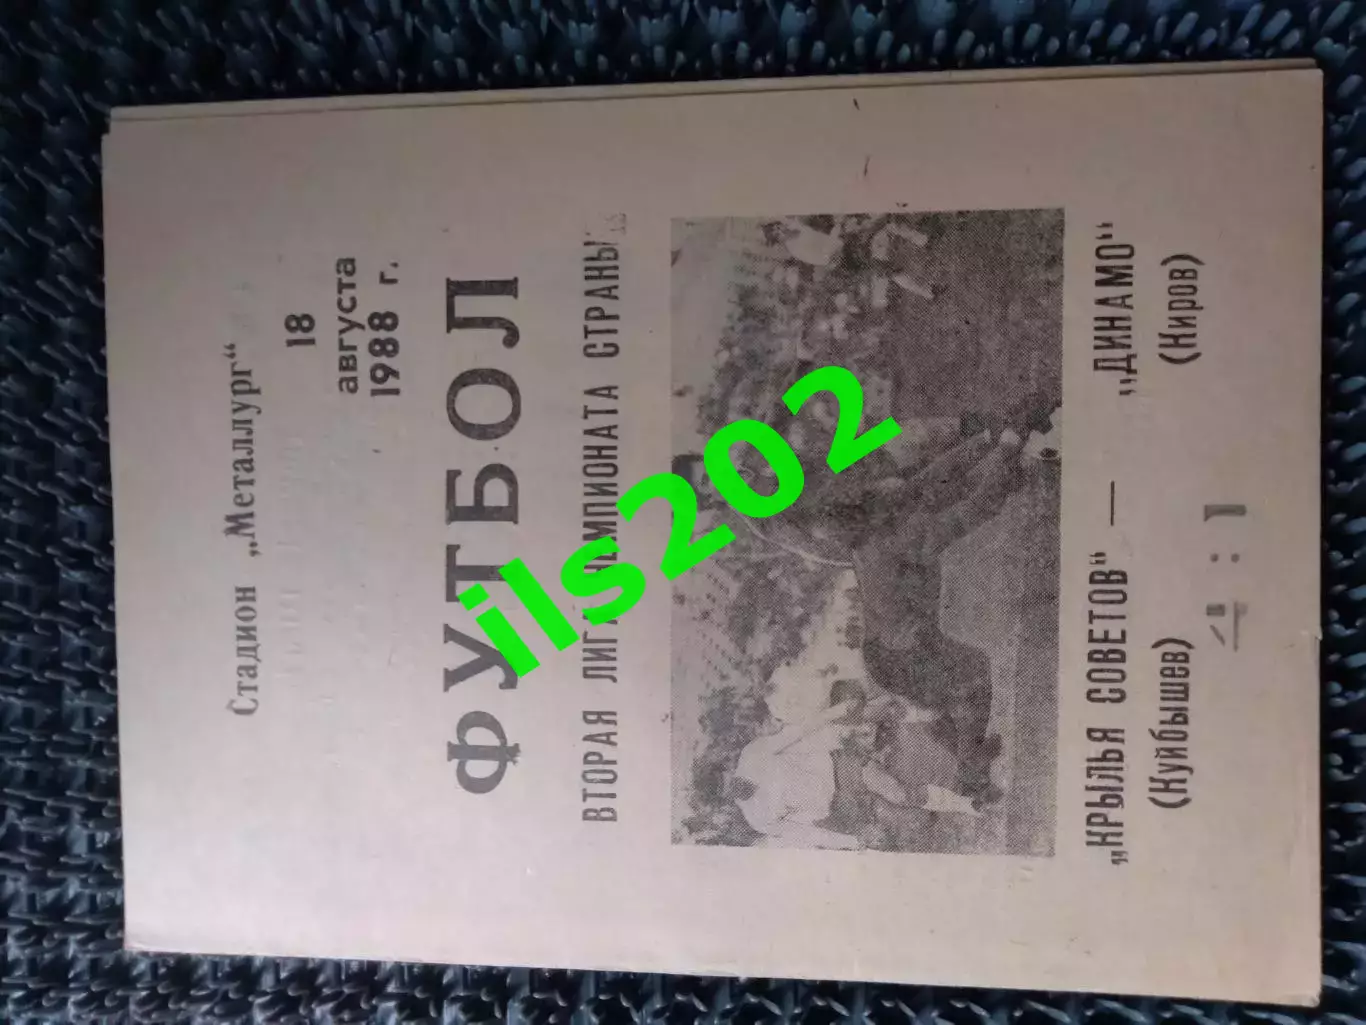 Стадион „Металлург“
18
августа
1988 г.
ФУТБОЛ
ВТОРАЯ ЛИГА ЧЕМПИОНАТА СТРАНЫ
„КРЫЛЬЯ СОВЕТОВ“ — „ДИНАМО“
(Куйбышев) (Киров)
4 : 1
ils202